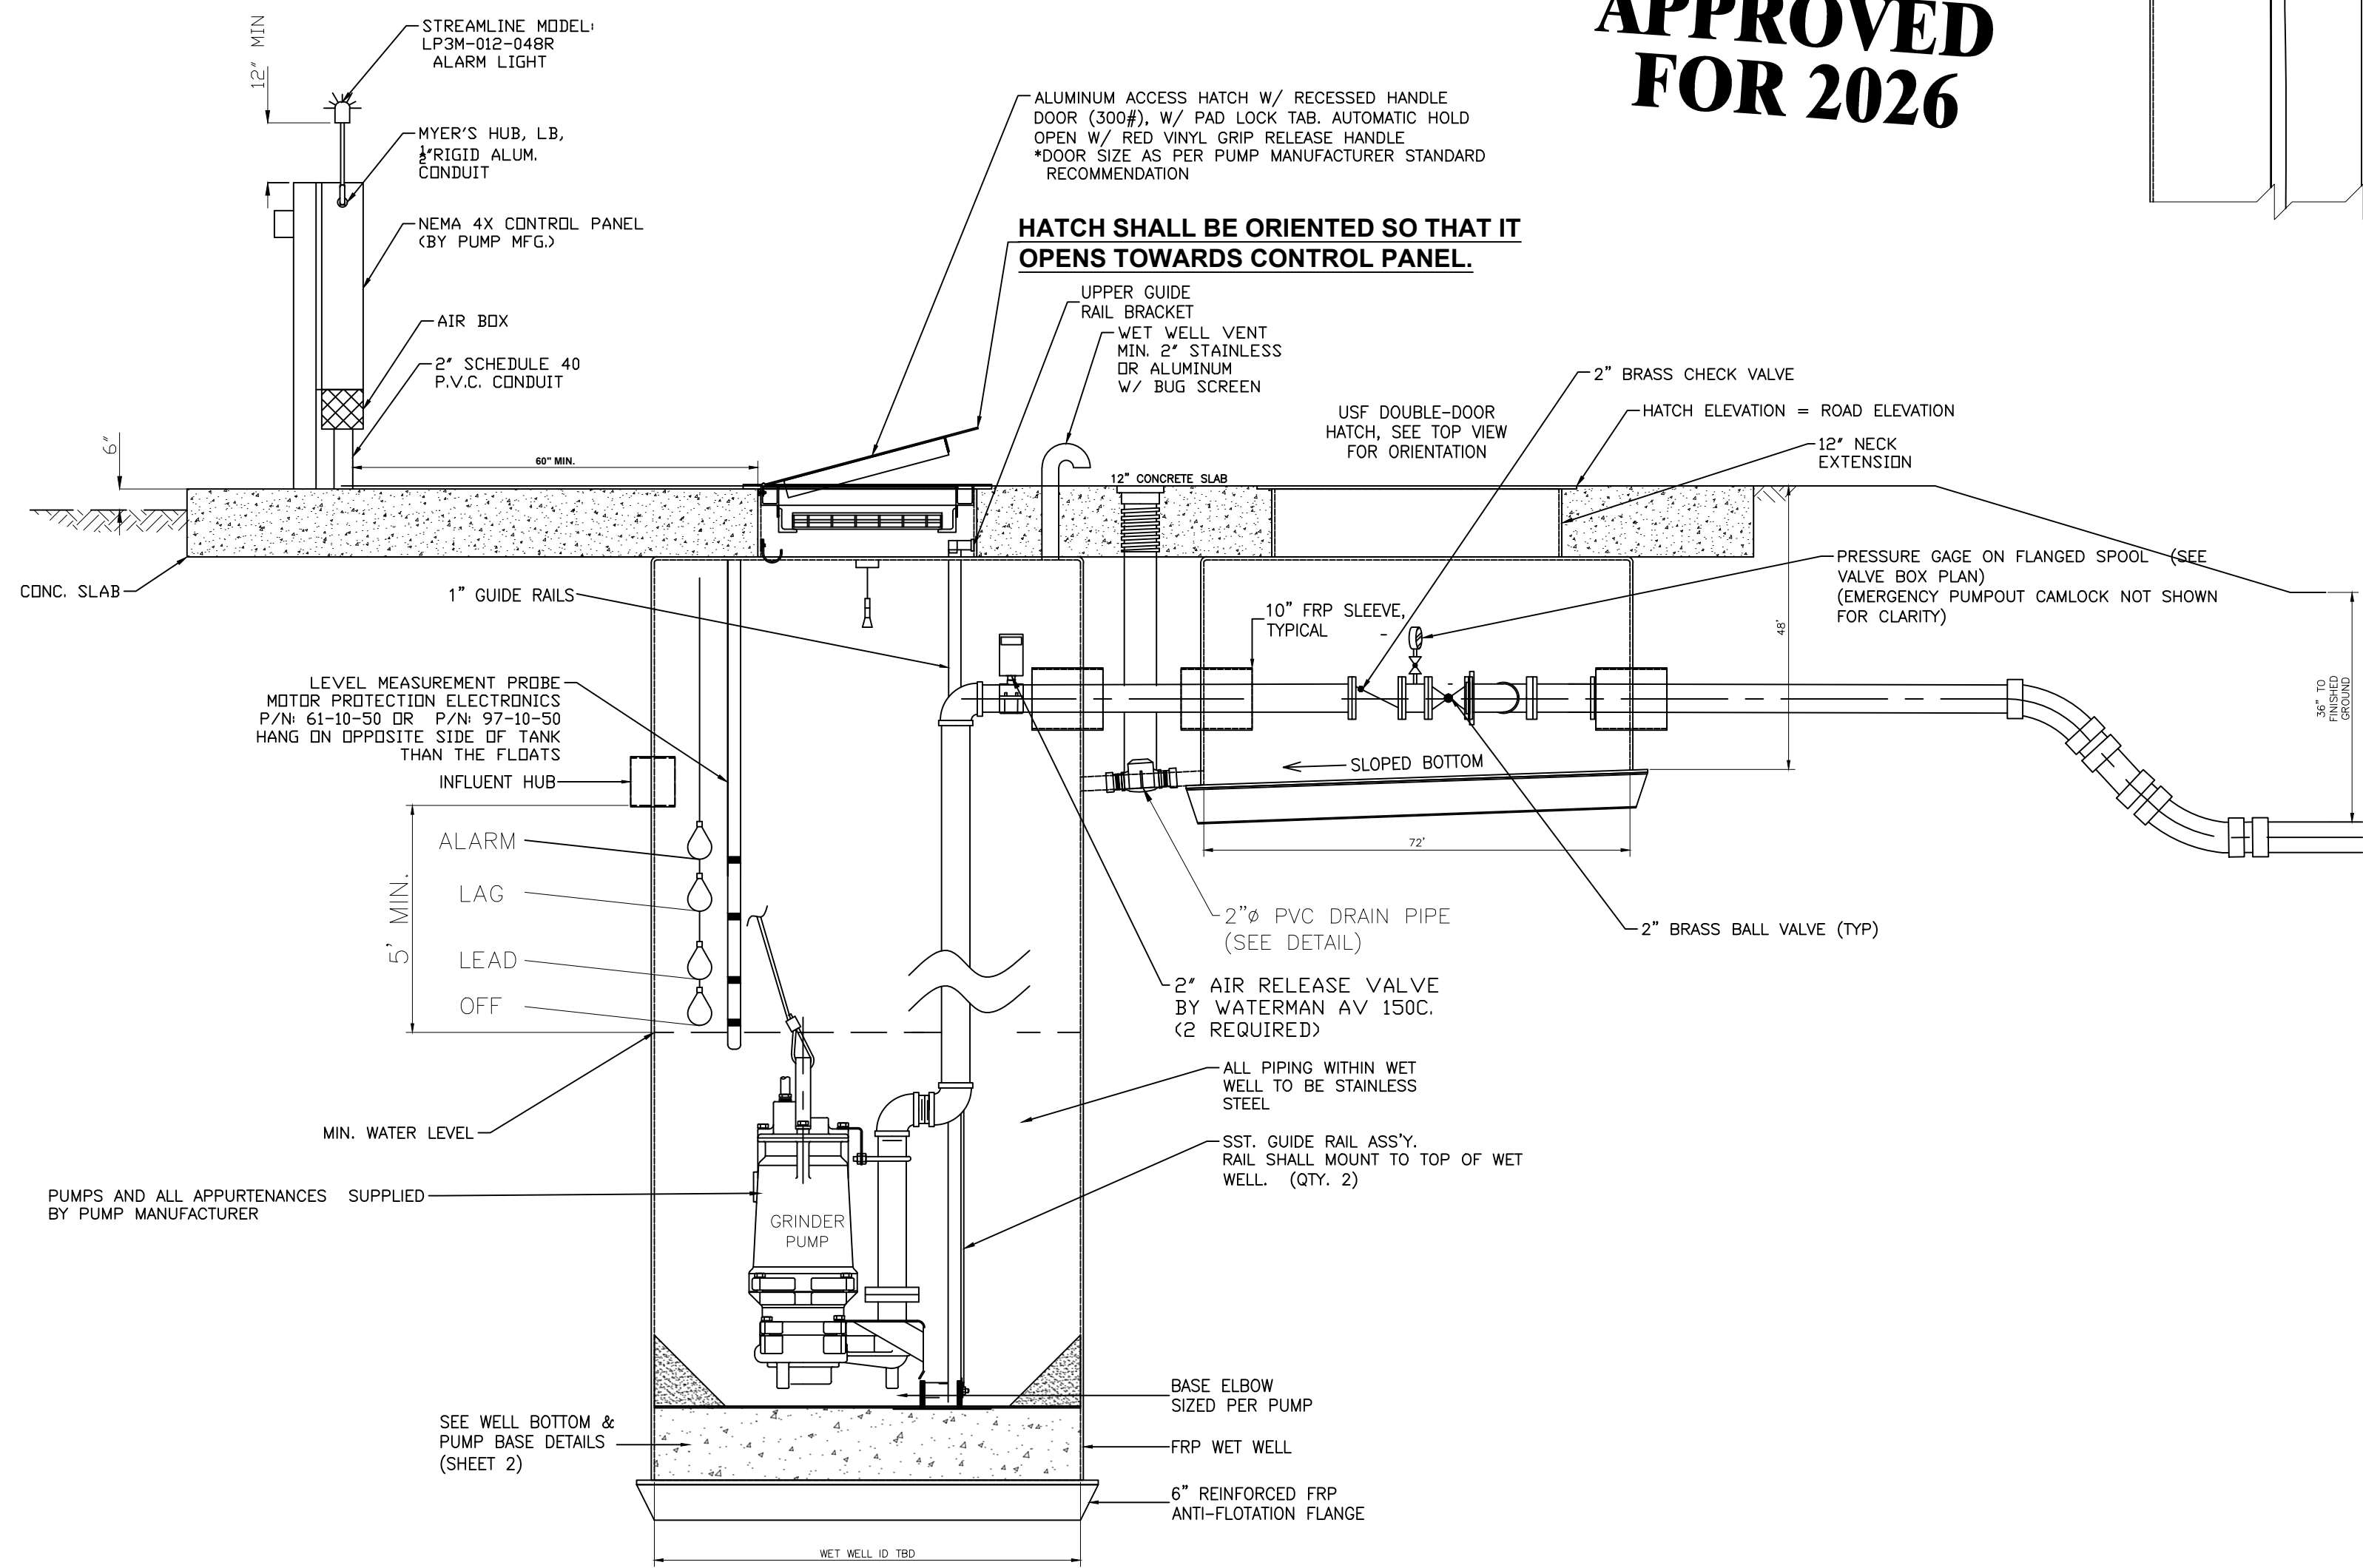 APPROVED
FOR 2026
12" MIN
STREAMLINE MODEL:
LP3M-012-048R
ALARM LIGHT
MYER'S HUB, LB,
1/2"RIGID ALUM.
CONDUIT
NEMA 4X CONTROL PANEL
(BY PUMP MFG.)
AIR BOX
2" SCHEDULE 40
P.V.C. CONDUIT
6"
60" MIN.
CONC. SLAB
ALUMINUM ACCESS HATCH W/ RECESSED HANDLE
DOOR (300#), W/ PAD LOCK TAB. AUTOMATIC HOLD
OPEN W/ RED VINYL GRIP RELEASE HANDLE
*DOOR SIZE AS PER PUMP MANUFACTURER STANDARD
RECOMMENDATION
HATCH SHALL BE ORIENTED SO THAT IT
OPENS TOWARDS CONTROL PANEL.
UPPER GUIDE
RAIL BRACKET
WET WELL VENT
MIN. 2" STAINLESS
OR ALUMINUM
W/ BUG SCREEN
USF DOUBLE-DOOR
HATCH, SEE TOP VIEW
FOR ORIENTATION
2" BRASS CHECK VALVE
HATCH ELEVATION = ROAD ELEVATION
12" NECK
EXTENSION
12" CONCRETE SLAB
PRESSURE GAGE ON FLANGED SPOOL (SEE
VALVE BOX PLAN)
(EMERGENCY PUMPOUT CAMLOCK NOT SHOWN
FOR CLARITY)
1" GUIDE RAILS
10" FRP SLEEVE,
TYPICAL
48'
36" TO
FINISHED
GROUND
LEVEL MEASUREMENT PROBE
MOTOR PROTECTION ELECTRONICS
P/N: 61-10-50 OR P/N: 97-10-50
HANG ON OPPOSITE SIDE OF TANK
THAN THE FLOATS
INFLUENT HUB
SLOPED BOTTOM
72'
5' MIN.
ALARM
LAG
LEAD
OFF
2"ø PVC DRAIN PIPE
(SEE DETAIL)
2" BRASS BALL VALVE (TYP)
2" AIR RELEASE VALVE
BY WATERMAN AV 150C.
(2 REQUIRED)
ALL PIPING WITHIN WET
WELL TO BE STAINLESS
STEEL
MIN. WATER LEVEL
SST. GUIDE RAIL ASS'Y.
RAIL SHALL MOUNT TO TOP OF WET
WELL. (QTY. 2)
PUMPS AND ALL APPURTENANCES SUPPLIED
BY PUMP MANUFACTURER
GRINDER
PUMP
BASE ELBOW
SIZED PER PUMP
SEE WELL BOTTOM &
PUMP BASE DETAILS
(SHEET 2)
FRP WET WELL
6" REINFORCED FRP
ANTI-FLOTATION FLANGE
WET WELL ID TBD